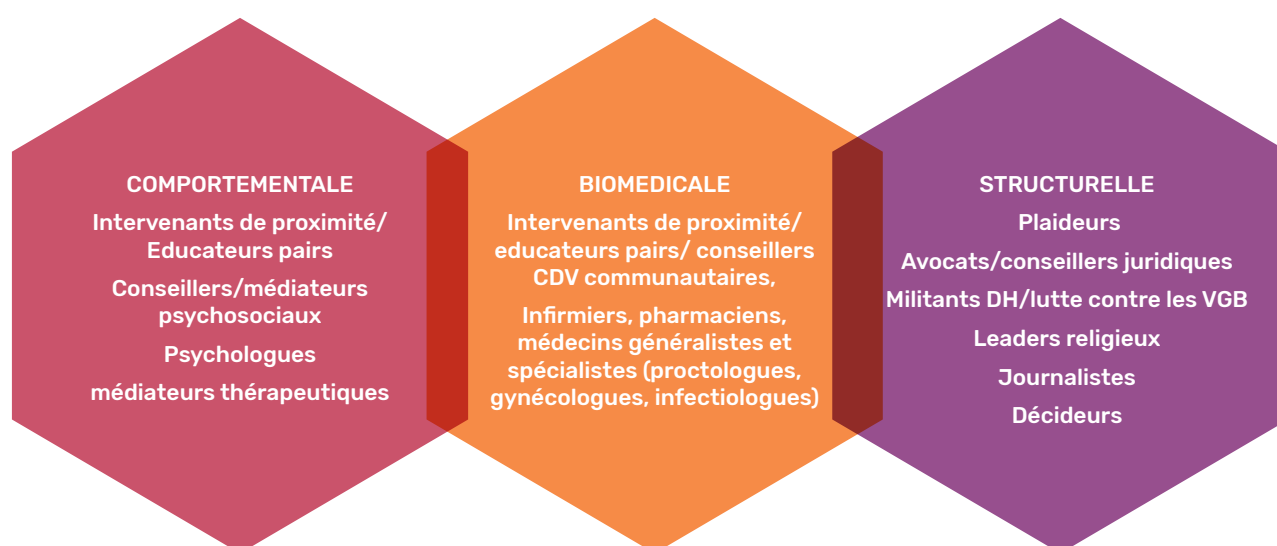 COMPORTEMENTALE
Intervenants de proximité/
Educateurs pairs
Conseillers/médiateurs
psychosociaux
Psychologues
médiateurs thérapeutiques
BIOMEDICALE
Intervenants de proximité/
educateurs pairs/ conseillers
CDV communautaires,
Infirmiers, pharmaciens,
médecins généralistes et
spécialistes (proctologues,
gynécologues, infectiologues)
STRUCTURELLE
Plaideurs
Avocats/conseillers juridiques
Militants DH/lutte contre les VGB
Leaders religieux
Journalistes
Décideurs